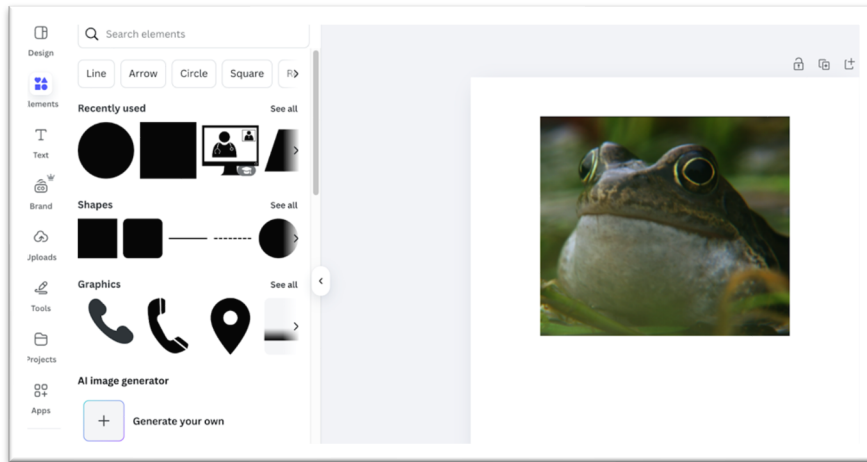 Design
lements
Text
Brand
Jploads
Tools
Projects
Apps
Search elements
Line
Arrow
Circle
Square
R
Recently used
See all
Shapes
See all
Graphics
See all
AI image generator
Generate your own